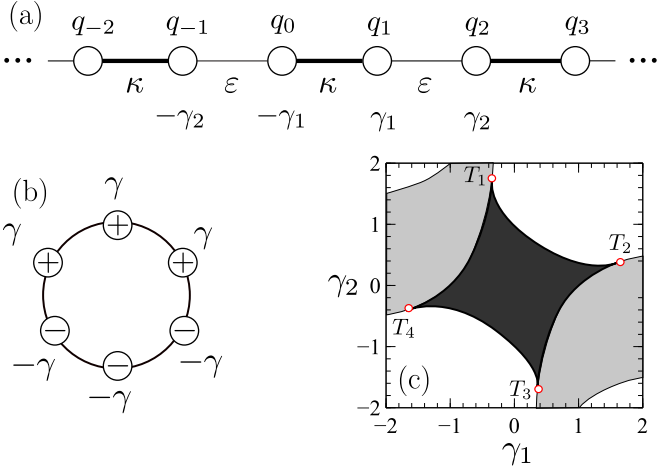 (a)
q₋₂ q₋₁ q₀ q₁ q₂ q₃
··· κ ε κ ε κ ···
−γ₂ −γ₁ γ₁ γ₂
(b)
γ
γ γ
+ + +
− − −
−γ −γ
−γ
(c)
γ₂
2
1
0
−1
−2
T₁
T₂
T₄
T₃
−2 −1 0 1 2
γ₁